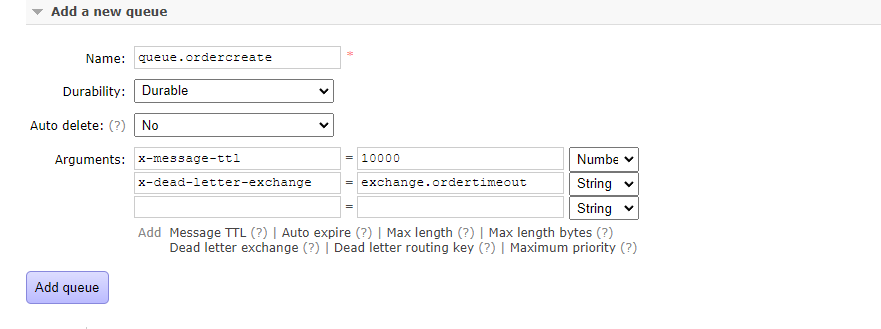 Add a new queue
Name: queue.ordercreate *
Durability: Durable
Auto delete: (?) No
Arguments: x-message-ttl = 10000 Numbe
x-dead-letter-exchange = exchange.ordertimeout String
= String
Add Message TTL (?) | Auto expire (?) | Max length (?) | Max length bytes (?)
Dead letter exchange (?) | Dead letter routing key (?) | Maximum priority (?)
Add queue